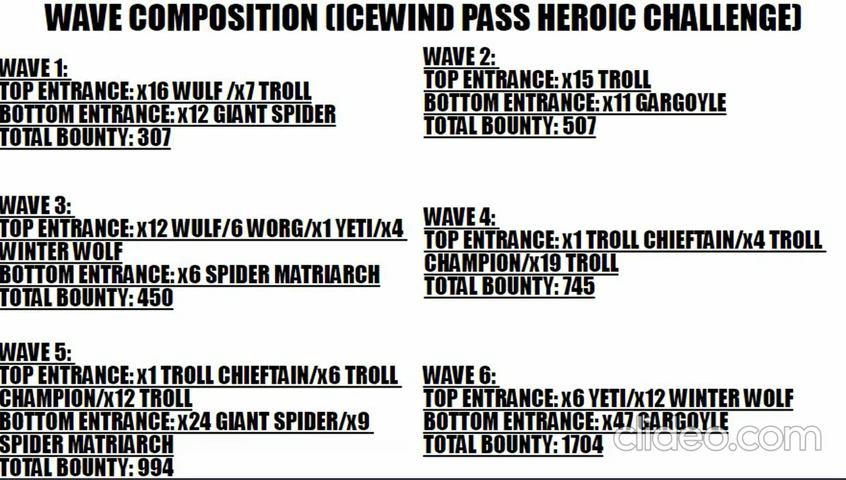 WAVE COMPOSITION (ICEWIND PASS HEROIC CHALLENGE)
WAVE 1:
TOP ENTRANCE: x16 WULF /x7 TROLL
BOTTOM ENTRANCE: x12 GIANT SPIDER
TOTAL BOUNTY: 307
WAVE 2:
TOP ENTRANCE: x15 TROLL
BOTTOM ENTRANCE: x11 GARGOYLE
TOTAL BOUNTY: 507
WAVE 3:
TOP ENTRANCE: x12 WULF/6 WORG/x1 YETI/x4
WINTER WOLF
BOTTOM ENTRANCE: x6 SPIDER MATRIARCH
TOTAL BOUNTY: 450
WAVE 4:
TOP ENTRANCE: x1 TROLL CHIEFTAIN/x4 TROLL
CHAMPION/x19 TROLL
TOTAL BOUNTY: 745
WAVE 5:
TOP ENTRANCE: x1 TROLL CHIEFTAIN/x6 TROLL
CHAMPION/x12 TROLL
BOTTOM ENTRANCE: x24 GIANT SPIDER/x9
SPIDER MATRIARCH
TOTAL BOUNTY: 994
WAVE 6:
TOP ENTRANCE: x6 YETI/x12 WINTER WOLF
BOTTOM ENTRANCE: x47 GARGOYLE
TOTAL BOUNTY: 1704
clideo.com